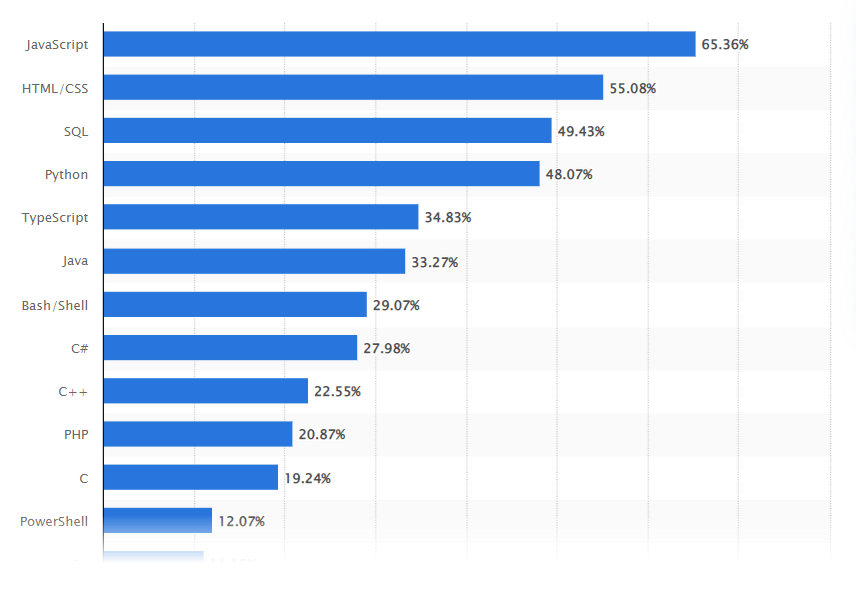 JavaScript 65.36%
HTML/CSS 55.08%
SQL 49.43%
Python 48.07%
TypeScript 34.83%
Java 33.27%
Bash/Shell 29.07%
C# 27.98%
C++ 22.55%
PHP 20.87%
C 19.24%
PowerShell 12.07%